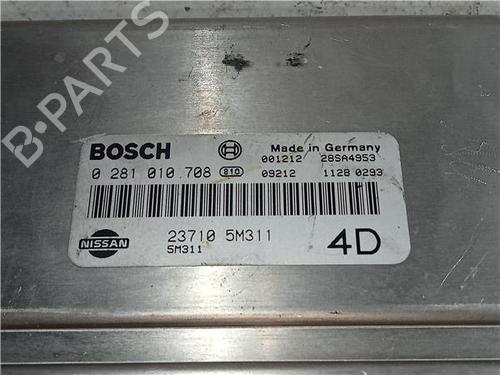 B-PARTS
BOSCH
Made in Germany
001212 28SA4953
0 281 010 708 810
09212 1128 0293
NISSAN
23710 5M311
5M311
4D